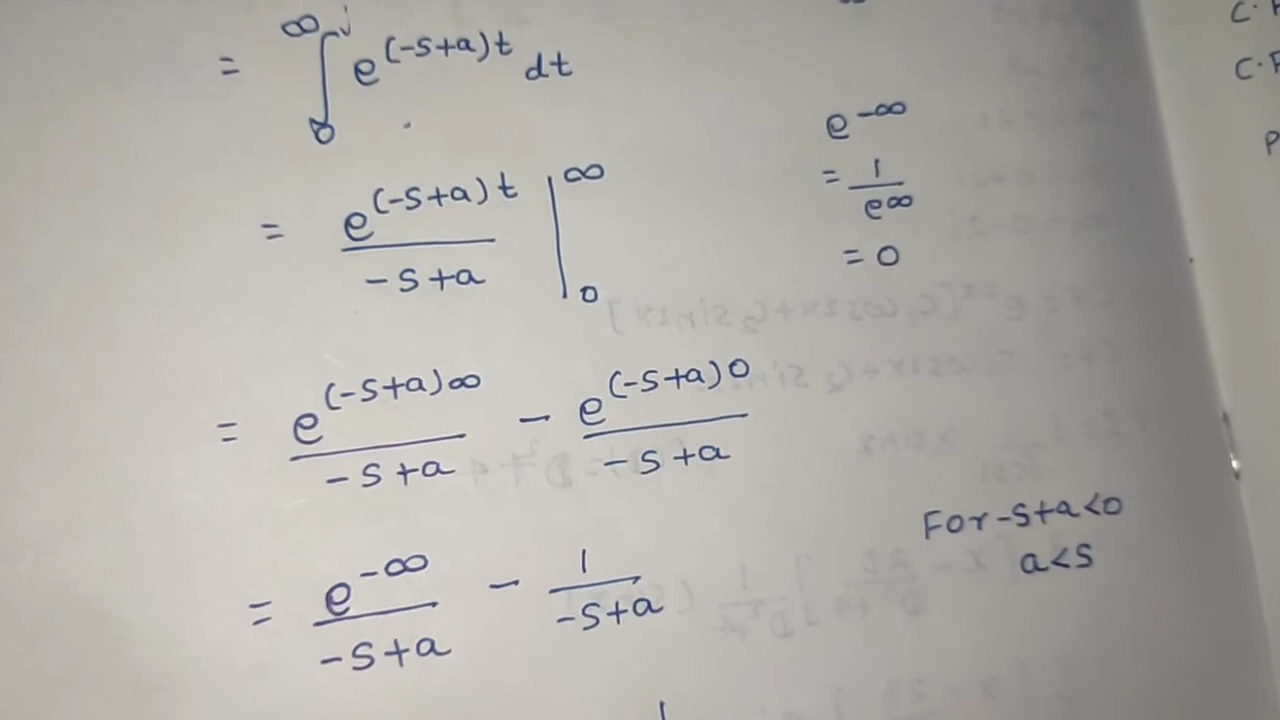 = ∞∫0 e^(-s+a)t dt
= e^(-s+a)t / -s+a |0^∞
= e^(-s+a)∞ / -s+a - e^(-s+a)0 / -s+a
= e^-∞ / -s+a - 1 / -s+a
e^-∞
= 1 / e^∞
= 0
For -s+a<0
a<s